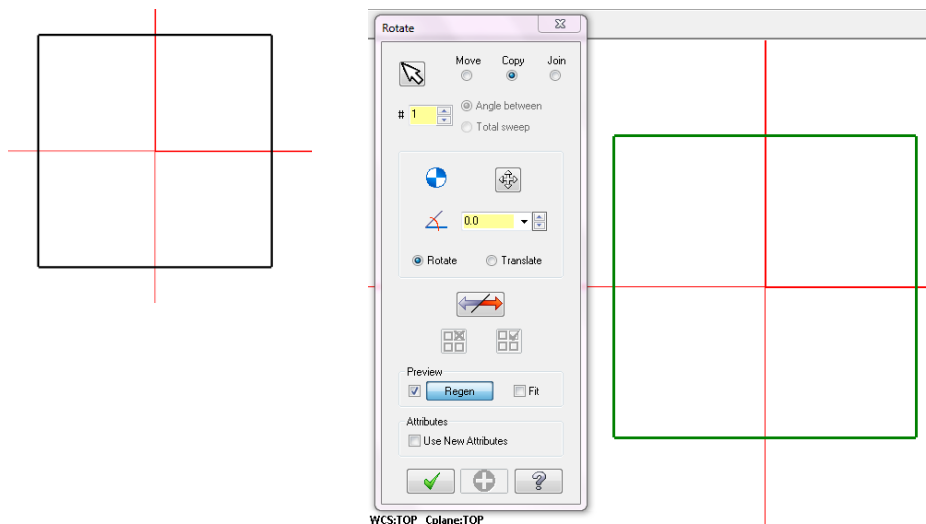 Rotate
Move Copy Join
# 1
Angle between
Total sweep
0.0
Rotate Translate
Preview
Regen Fit
Attributes
Use New Attributes
?
WCS:TOP Cplane:TOP